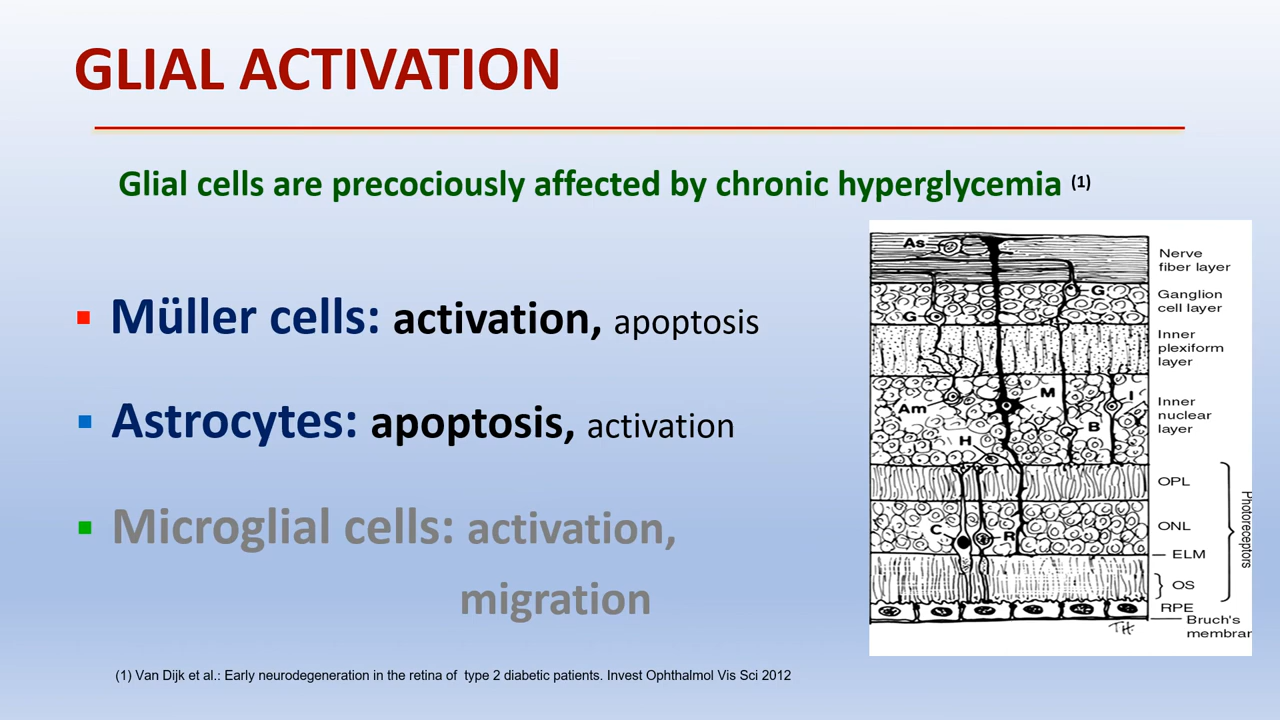 GLIAL ACTIVATION
Glial cells are precociously affected by chronic hyperglycemia (1)
▪ Müller cells: activation, apoptosis
▪ Astrocytes: apoptosis, activation
▪ Microglial cells: activation,
migration
As
G
G
Am
M
I
B
H
C
R
TH.
Nerve
fiber layer
Ganglion
cell layer
Inner
plexiform
layer
Inner
nuclear
layer
OPL
ONL
ELM
OS
RPE
Bruch's
membrar
Photoreceptors
(1) Van Dijk et al.: Early neurodegeneration in the retina of type 2 diabetic patients. Invest Ophthalmol Vis Sci 2012